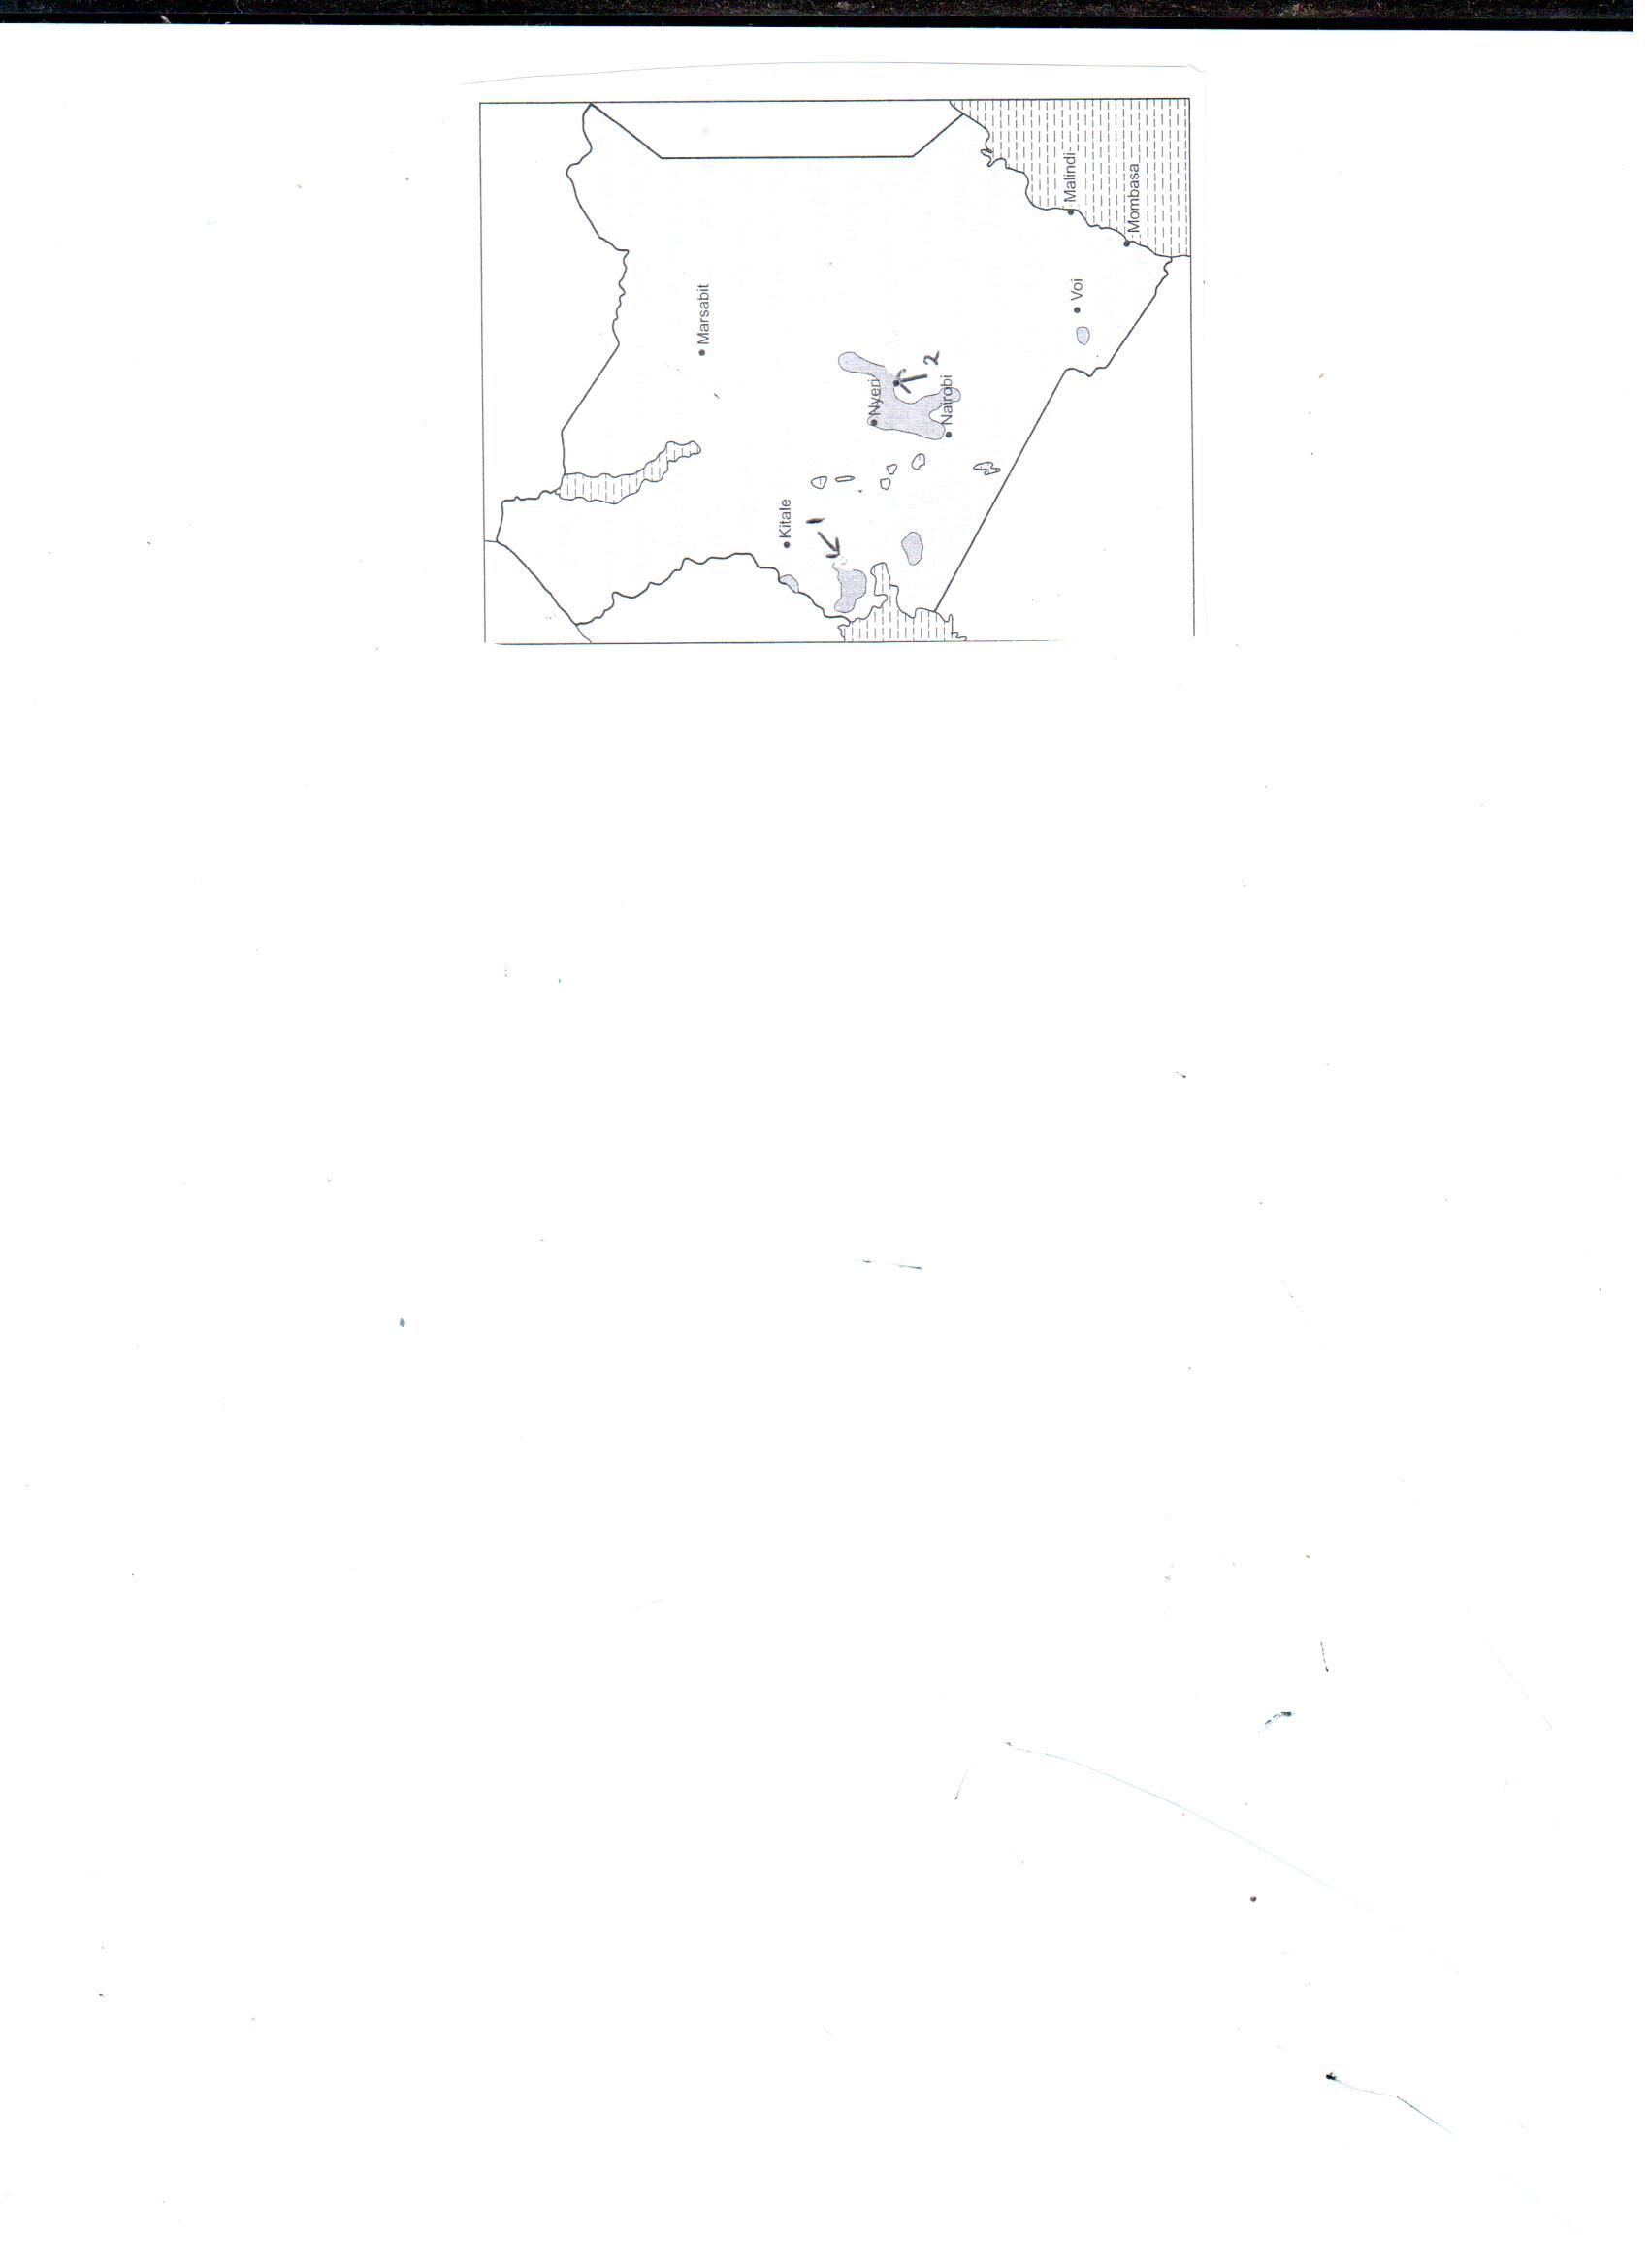 Marsabit
Kitale
1
Nyeri
2
Nairobi
Voi
Malindi
Mombasa